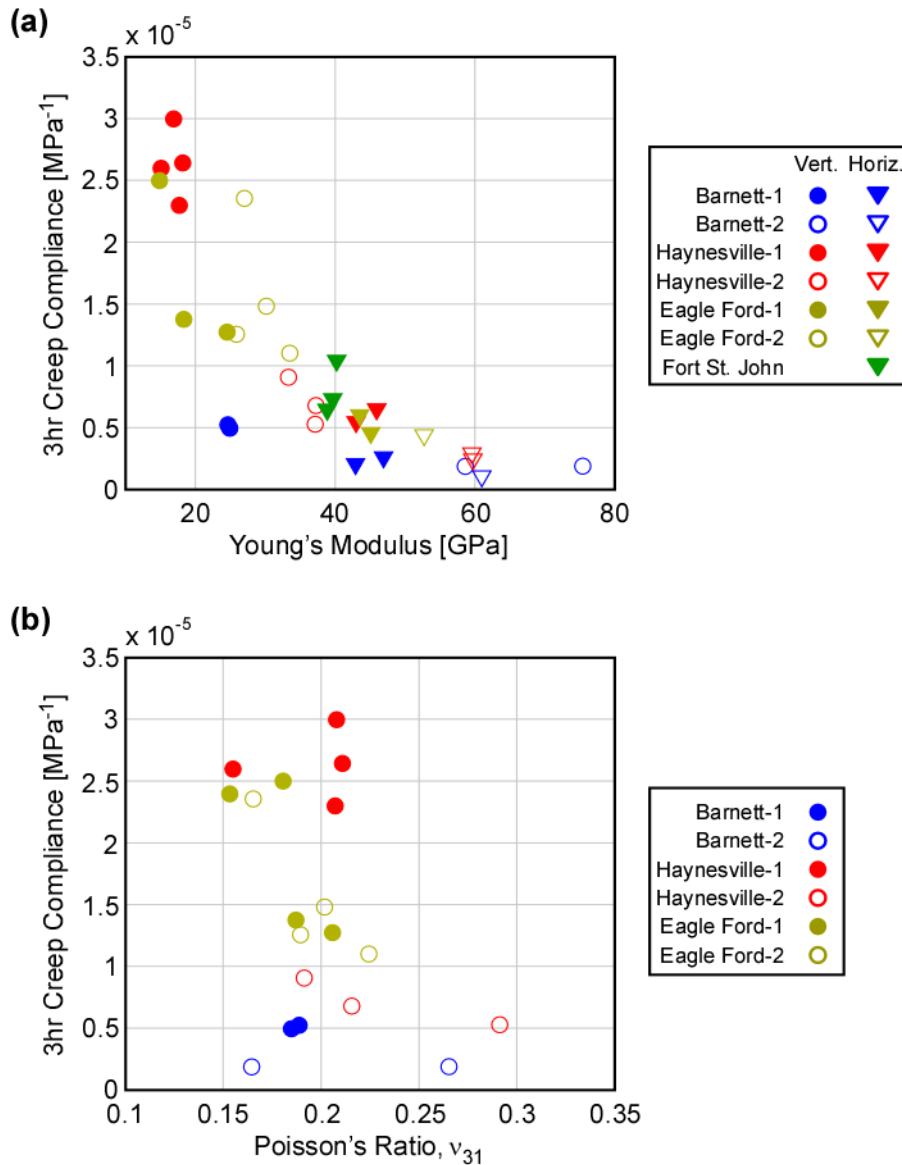 (a)
x 10-5
3.5
3
2.5
2
1.5
1
0.5
0
20 40 60 80
3hr Creep Compliance [MPa-1]
Young's Modulus [GPa]
Vert. Horiz.
Barnett-1
Barnett-2
Haynesville-1
Haynesville-2
Eagle Ford-1
Eagle Ford-2
Fort St. John
(b)
x 10-5
3.5
3
2.5
2
1.5
1
0.5
0
0.1 0.15 0.2 0.25 0.3 0.35
3hr Creep Compliance [MPa-1]
Poisson's Ratio, ν31
Barnett-1
Barnett-2
Haynesville-1
Haynesville-2
Eagle Ford-1
Eagle Ford-2